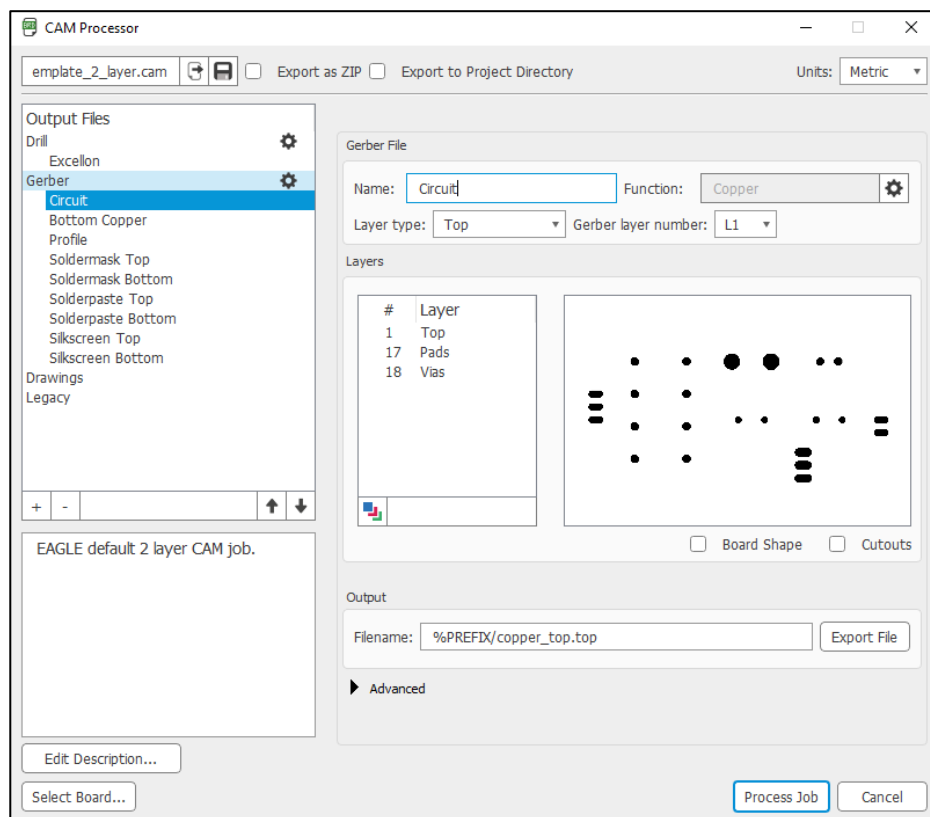 CAM Processor
emplate_2_layer.cam Export as ZIP Export to Project Directory Units: Metric
Output Files
Drill
Excellon
Gerber
Circuit
Bottom Copper
Profile
Soldermask Top
Soldermask Bottom
Solderpaste Top
Solderpaste Bottom
Silkscreen Top
Silkscreen Bottom
Drawings
Legacy
+ -
EAGLE default 2 layer CAM job.
Edit Description...
Select Board...
Gerber File
Name: Circuit Function: Copper
Layer type: Top Gerber layer number: L1
Layers
# Layer
1 Top
17 Pads
18 Vias
Board Shape Cutouts
Output
Filename: %PREFIX/copper_top.top Export File
Advanced
Process Job Cancel